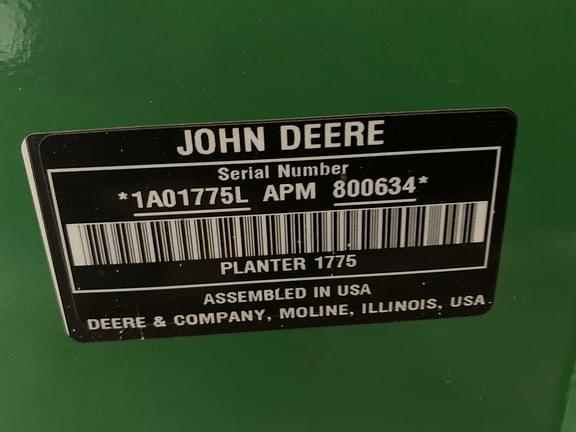 JOHN DEERE
Serial Number
*1A01775L APM 800634*
PLANTER 1775
ASSEMBLED IN USA
DEERE & COMPANY, MOLINE, ILLINOIS, USA